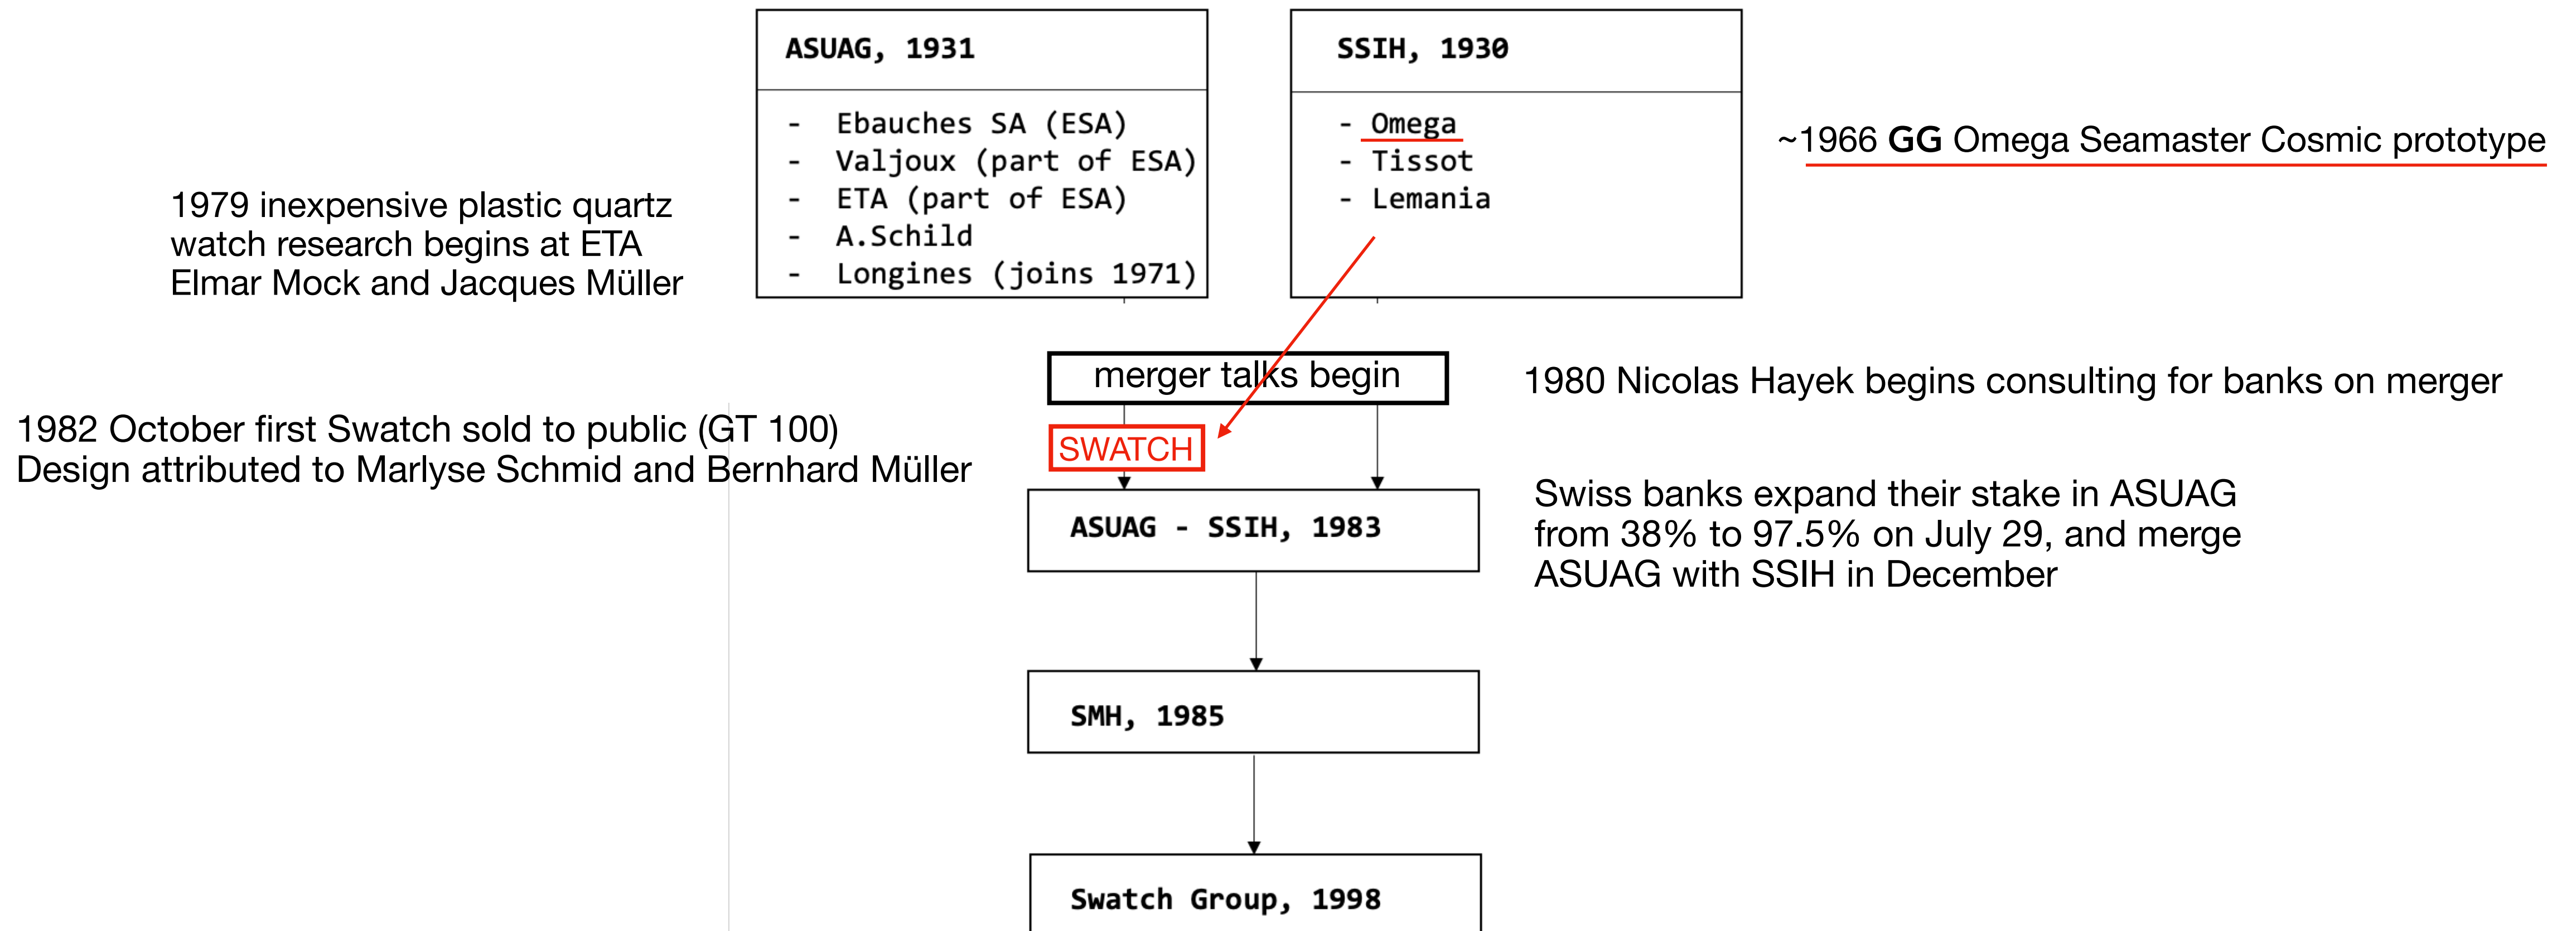 ASUAG, 1931
- Ebauches SA (ESA)
- Valjoux (part of ESA)
- ETA (part of ESA)
- A.Schild
- Longines (joins 1971)
SSIH, 1930
- Omega
- Tissot
- Lemania
~1966 GG Omega Seamaster Cosmic prototype
1979 inexpensive plastic quartz
watch research begins at ETA
Elmar Mock and Jacques Müller
merger talks begin
1980 Nicolas Hayek begins consulting for banks on merger
1982 October first Swatch sold to public (GT 100)
Design attributed to Marlyse Schmid and Bernhard Müller
SWATCH
ASUAG - SSIH, 1983
Swiss banks expand their stake in ASUAG
from 38% to 97.5% on July 29, and merge
ASUAG with SSIH in December
SMH, 1985
Swatch Group, 1998